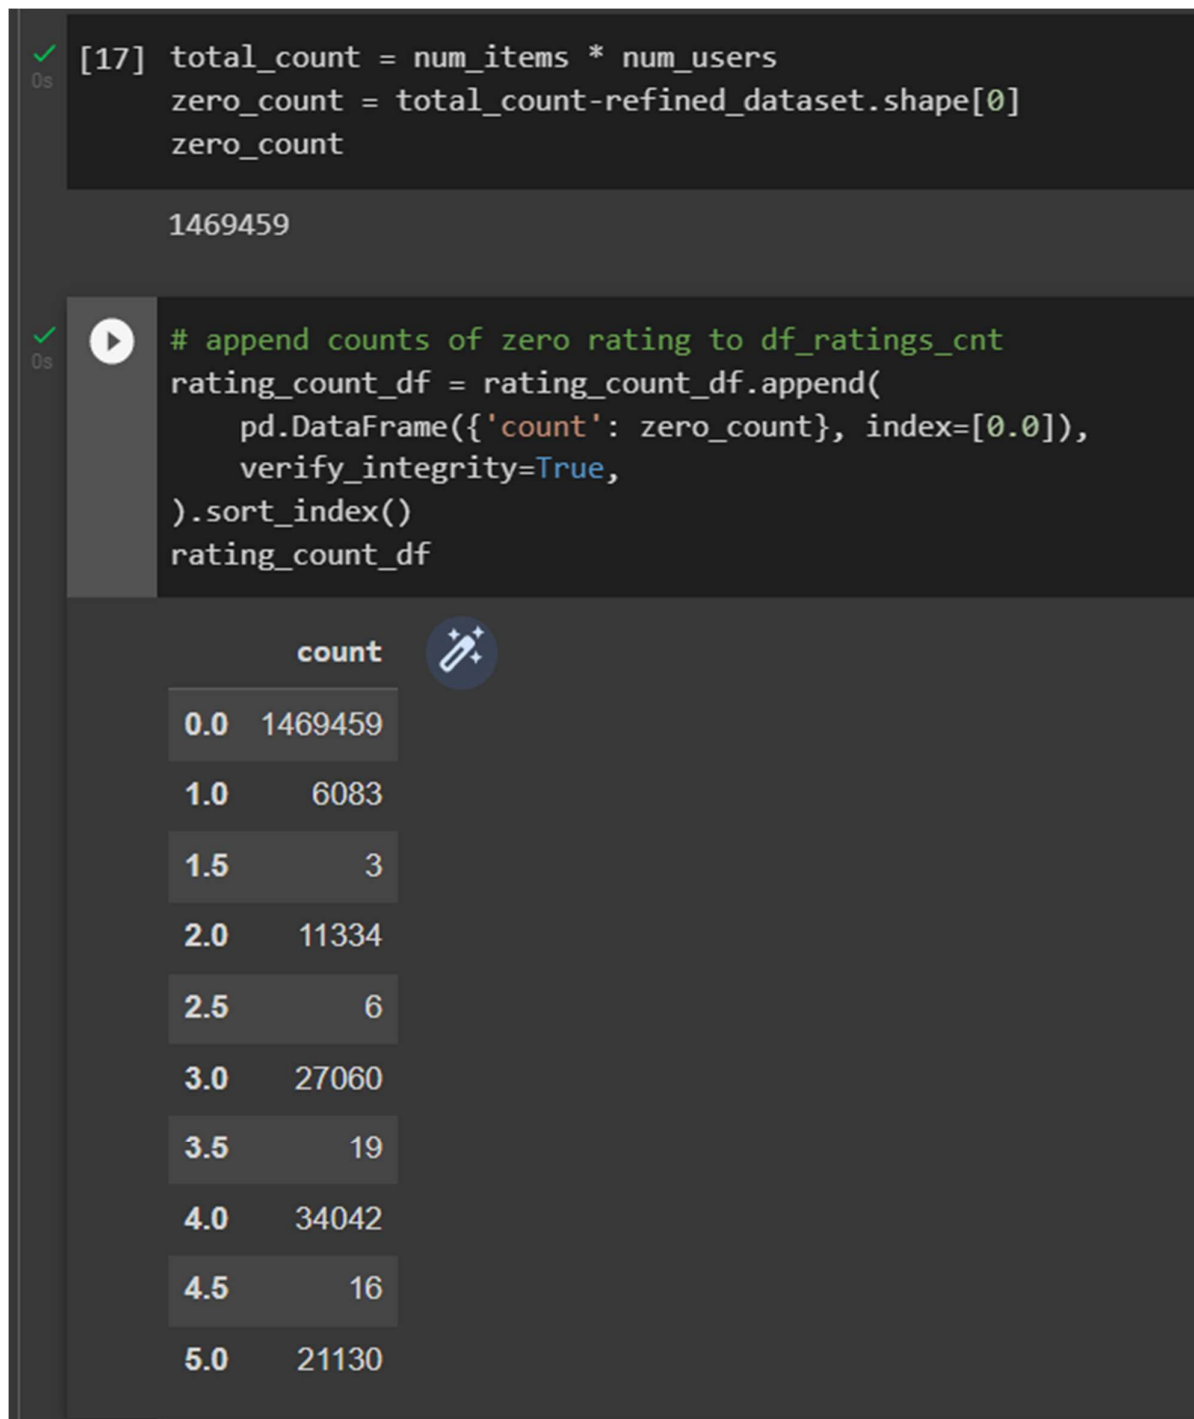 [17] total_count = num_items * num_users
zero_count = total_count-refined_dataset.shape[0]
zero_count
0s
1469459
0s
# append counts of zero rating to df_ratings_cnt
rating_count_df = rating_count_df.append(
    pd.DataFrame({'count': zero_count}, index=[0.0]),
    verify_integrity=True,
).sort_index()
rating_count_df
count
0.0 1469459
1.0 6083
1.5 3
2.0 11334
2.5 6
3.0 27060
3.5 19
4.0 34042
4.5 16
5.0 21130